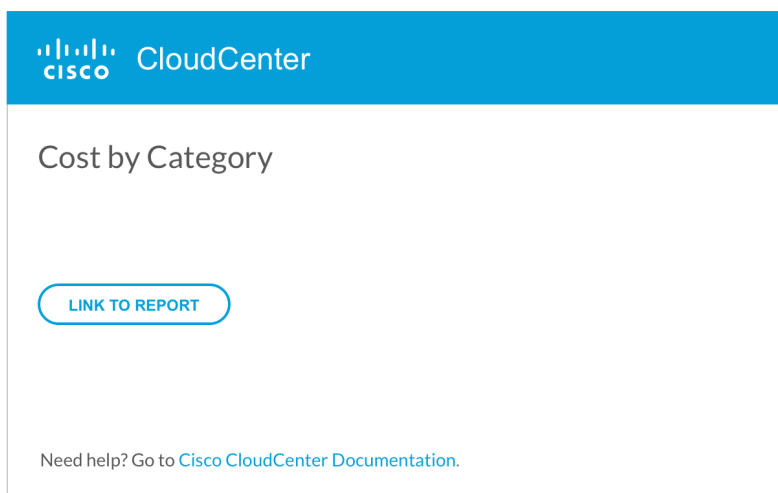 CISCO CloudCenter
Cost by Category
LINK TO REPORT
Need help? Go to Cisco CloudCenter Documentation.